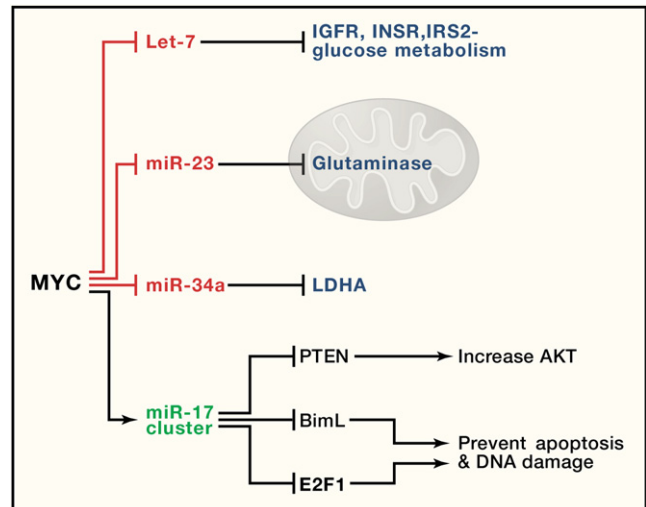 Let-7
IGFR, INSR,IRS2-
glucose metabolism
miR-23
Glutaminase
MYC
miR-34a
LDHA
PTEN
Increase AKT
miR-17
cluster
BimL
Prevent apoptosis
& DNA damage
E2F1